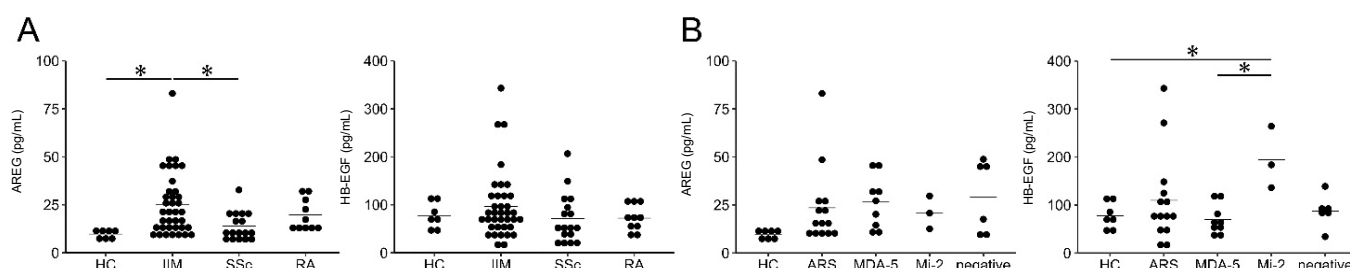 A
B
AREG (pg/mL)
100
75
50
25
0
HC IIM SSc RA
* *
HB-EGF (pg/mL)
400
300
200
100
0
HC IIM SSc RA
AREG (pg/mL)
100
75
50
25
0
HC ARS MDA-5 Mi-2 negative
HB-EGF (pg/mL)
400
300
200
100
0
HC ARS MDA-5 Mi-2 negative
*
*